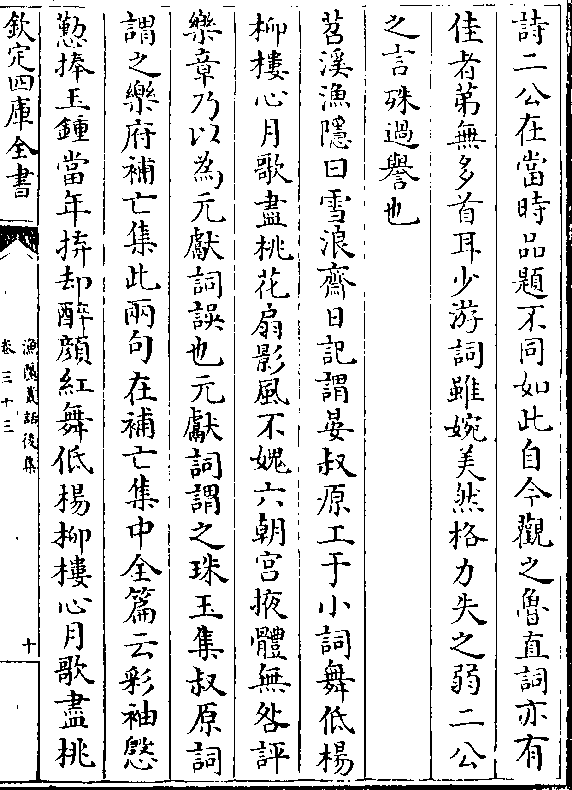 詩二公在當時品題不同如此自今觀之魯直詞亦有
佳者第無多首耳少游詞雖婉美然格力失之弱二公
之言殊過譽也
苕溪漁隱曰雪浪齋日記謂晏叔原工于小詞舞低楊
柳樓心月歌盡桃花扇影風不媿六朝宫掖體無咎評
樂章乃以為元獻詞誤也元獻詞謂之珠玉集叔原詞
謂之樂府補亡集此兩句在補亡集中全篇云彩袖慇
懃捧玉鍾當年拚却醉顔紅舞低楊柳樓心月歌盡桃
欽定四庫全書
漁隱叢話後集
卷三十三
十